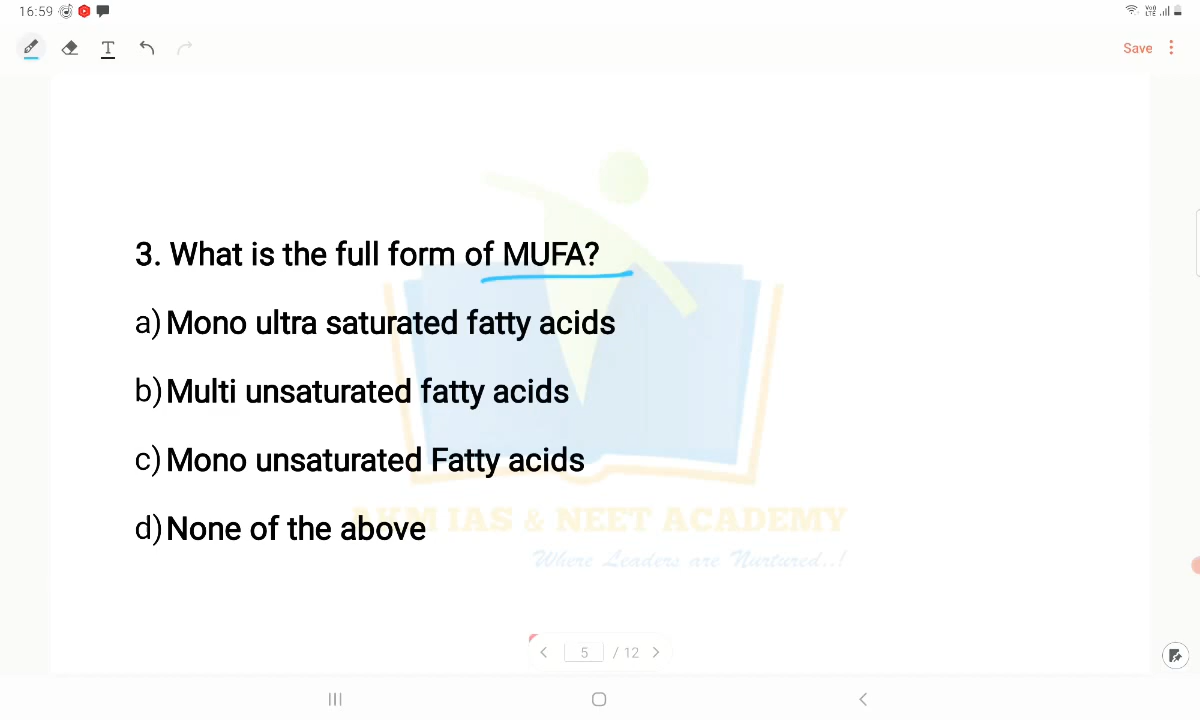 16:59
Vo) LTE
T
Save
3. What is the full form of MUFA?
a) Mono ultra saturated fatty acids
b) Multi unsaturated fatty acids
c) Mono unsaturated Fatty acids
d) None of the above
AKM IAS & NEET ACADEMY
Where Leaders are Nurtured..!
5 / 12